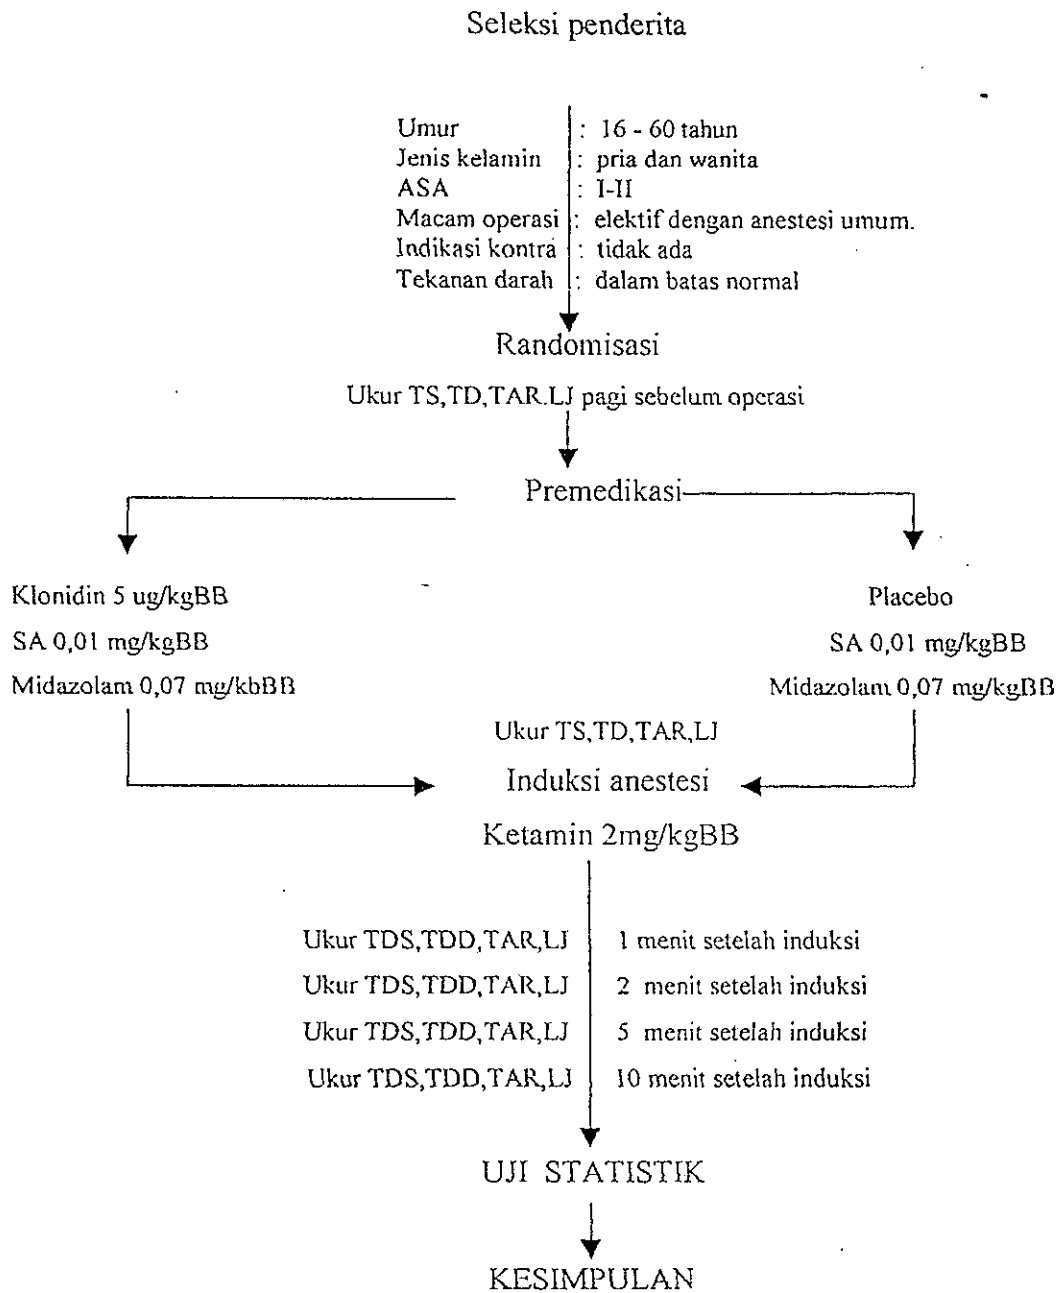 Seleksi penderita
Umur : 16 - 60 tahun
Jenis kelamin : pria dan wanita
ASA : I-II
Macam operasi : elektif dengan anestesi umum.
Indikasi kontra : tidak ada
Tekanan darah : dalam batas normal
Randomisasi
Ukur TS,TD,TAR.LJ pagi sebelum operasi
Premedikasi
Klonidin 5 ug/kgBB
SA 0,01 mg/kgBB
Midazolam 0,07 mg/kbBB
Placebo
SA 0,01 mg/kgBB
Midazolam 0,07 mg/kgBB
Ukur TS,TD,TAR,LJ
Induksi anestesi
Ketamin 2mg/kgBB
Ukur TDS,TDD,TAR,LJ 1 menit setelah induksi
Ukur TDS,TDD,TAR,LJ 2 menit setelah induksi
Ukur TDS,TDD,TAR,LJ 5 menit setelah induksi
Ukur TDS,TDD,TAR,LJ 10 menit setelah induksi
UJI STATISTIK
KESIMPULAN